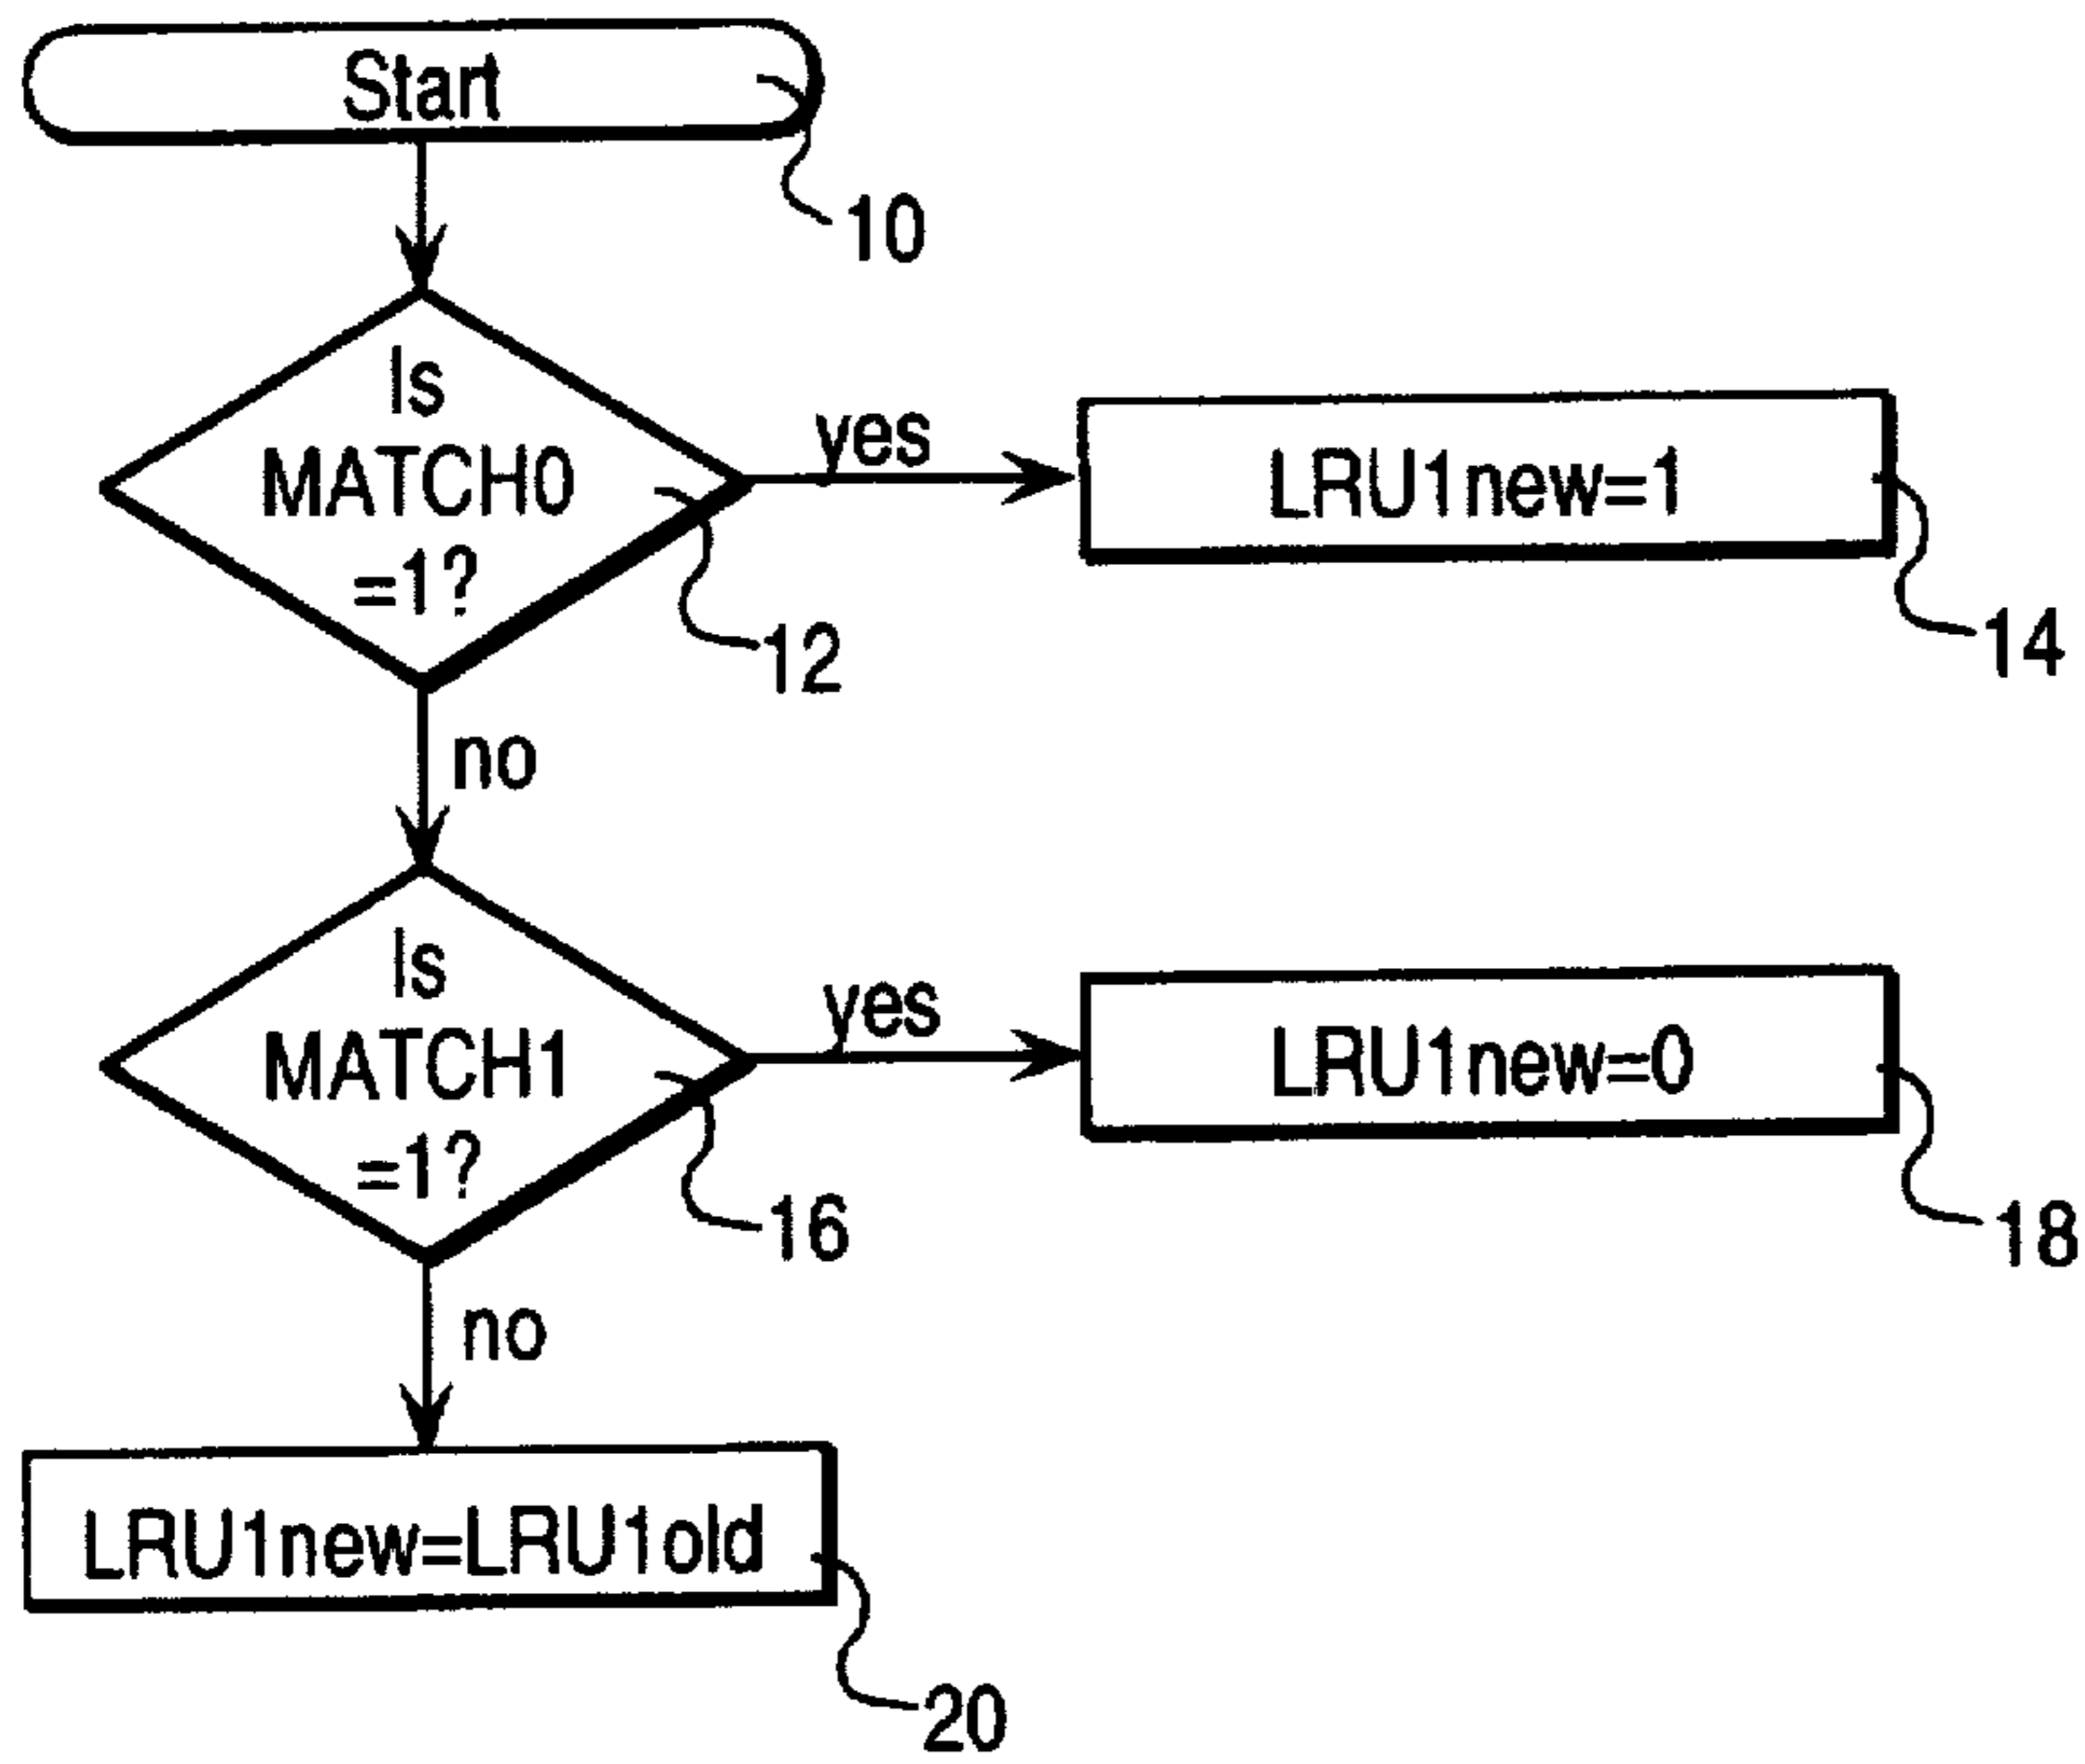 Start
10
Is
MATCH0
=1?
yes
LRU1new=1
12
14
no
Is
MATCH1
=1?
yes
LRU1new=0
16
18
no
LRU1new=LRU1old
20